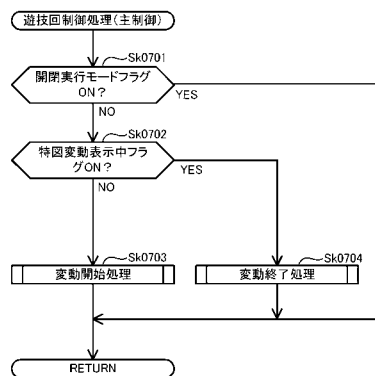 遊技回制御処理(主制御)
Sk0701
開閉実行モードフラグ
ON?
YES
NO
Sk0702
特図変動表示中フラ
グON?
YES
NO
Sk0703
変動開始処理
Sk0704
変動終了処理
RETURN